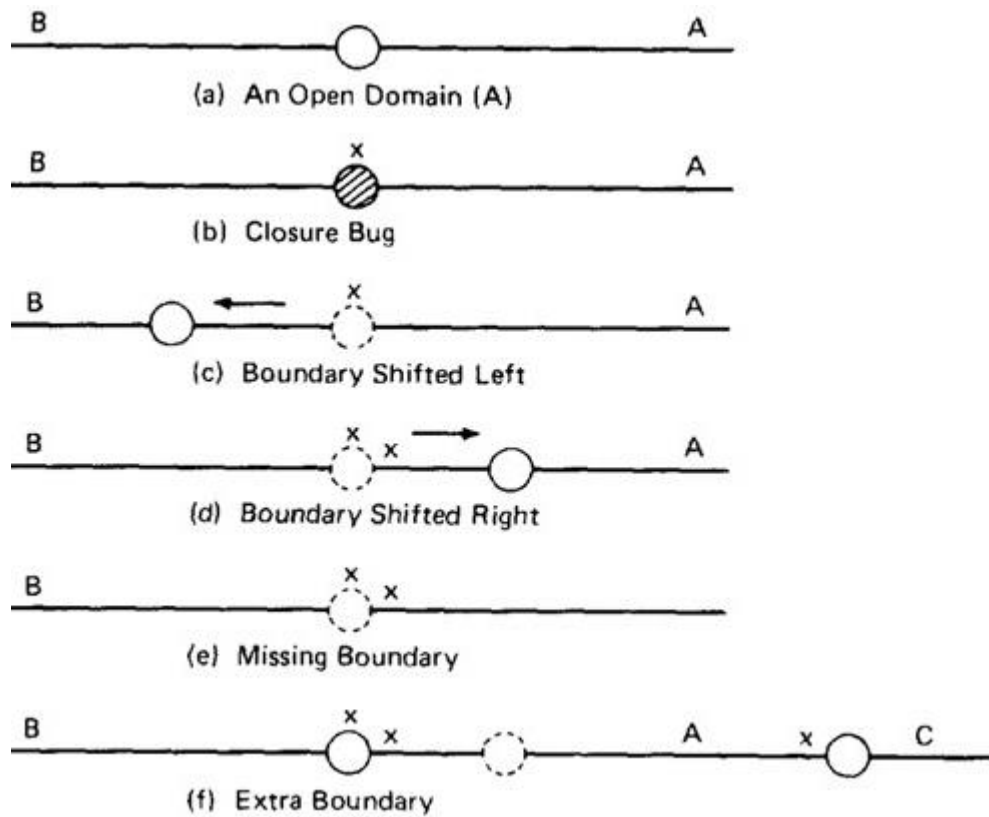 B A
(a) An Open Domain (A)
x
B A
(b) Closure Bug
x
B A
(c) Boundary Shifted Left
x
B x A
(d) Boundary Shifted Right
x
B x
(e) Missing Boundary
x
B x A x C
(f) Extra Boundary